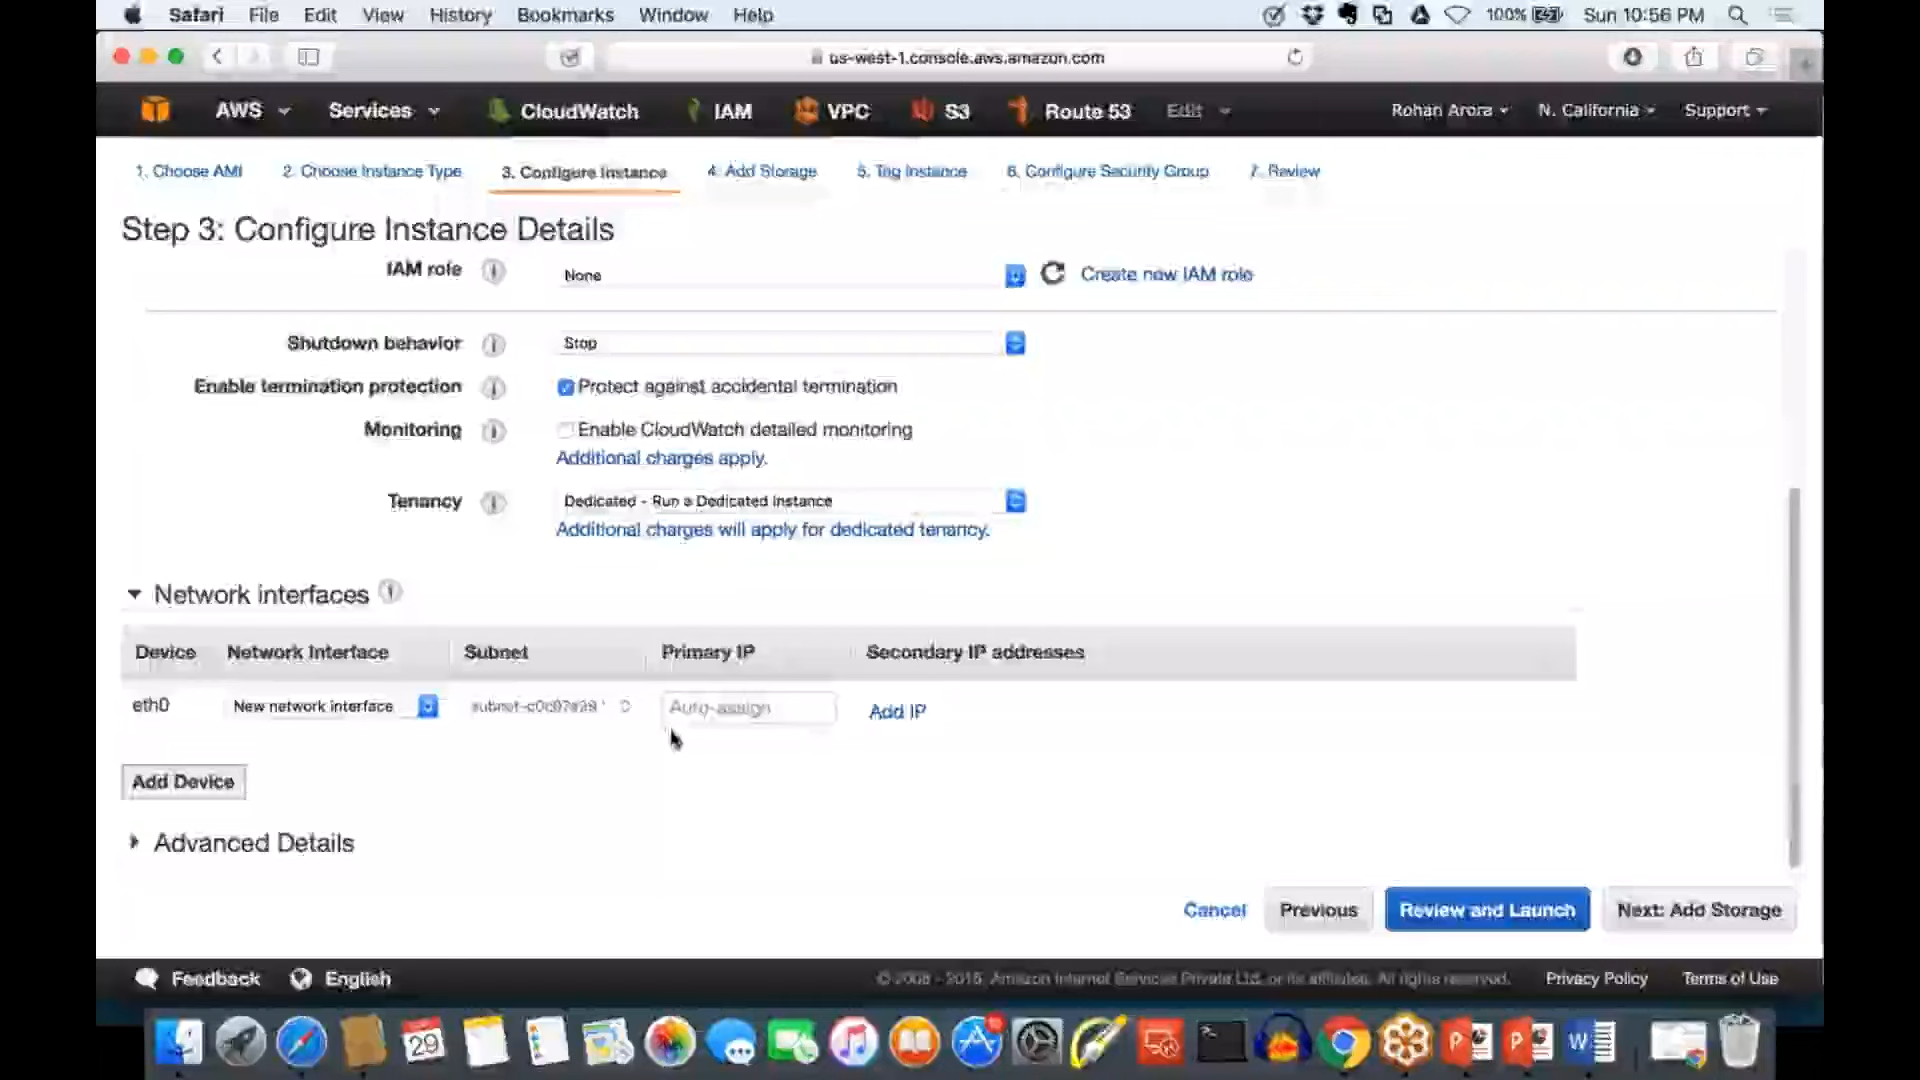 Safari File Edit View History Bookmarks Window Help 100% Sun 10:56 PM
us-west-1.console.aws.amazon.com
AWS Services CloudWatch IAM VPC S3 Route 53 Edit Rohan Arora N. California Support
1. Choose AMI 2. Choose Instance Type 3. Configure Instance 4. Add Storage 5. Tag Instance 6. Configure Security Group 7. Review
Step 3: Configure Instance Details
IAM role None Create new IAM role
Shutdown behavior Stop
Enable termination protection Protect against accidental termination
Monitoring Enable CloudWatch detailed monitoring
Additional charges apply.
Tenancy Dedicated - Run a Dedicated Instance
Additional charges will apply for dedicated tenancy.
Network interfaces
Device Network Interface Subnet Primary IP Secondary IP addresses
eth0 New network interface Auto-assign Add IP
Add Device
Advanced Details
Cancel Previous Review and Launch Next: Add Storage
Feedback English Amazon Internet Services Private Ltd. or its affiliates. All rights reserved. Privacy Policy Terms of Use
29